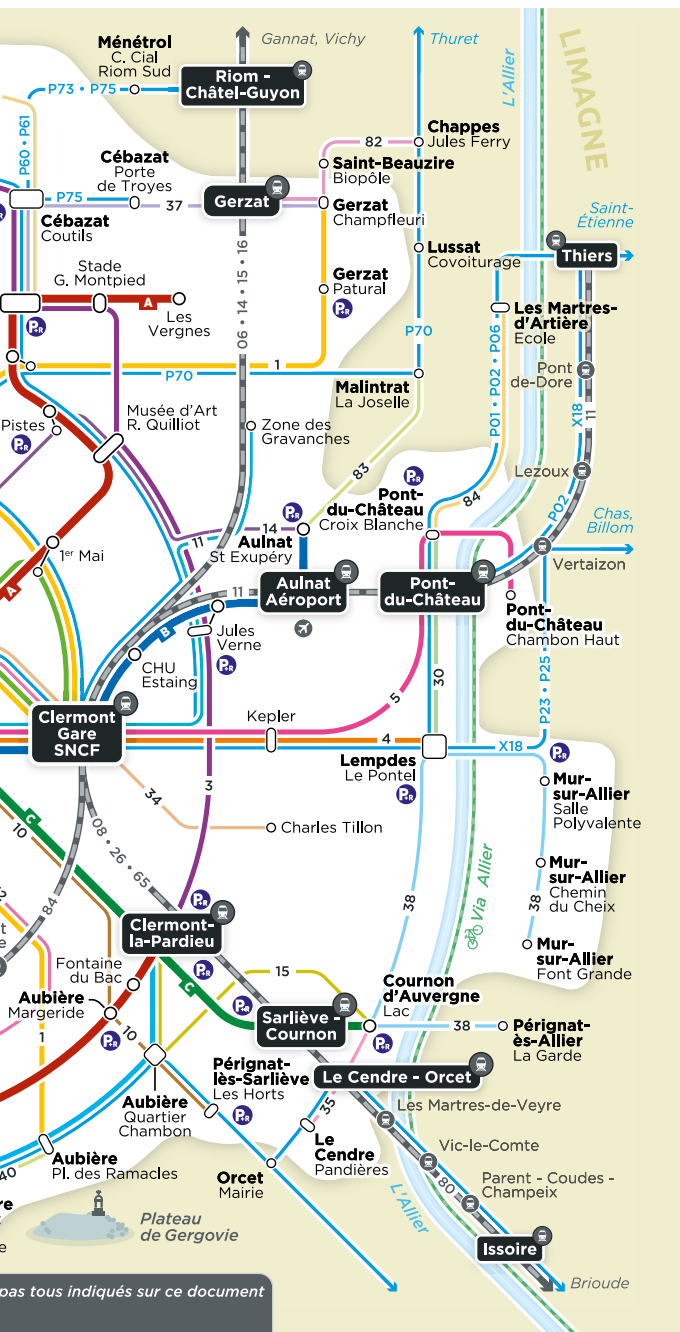 Ménétrol
C. Cial
Riom Sud
Gannat, Vichy
Thuret
L'Allier
LIMAGNE
Riom -
Châtel-Guyon
P73 • P75
P60 • P61
Cébazat
Porte
de Troyes
P75
37
Gerzat
82
Chappes
Jules Ferry
Saint-Beauzire
Biopôle
Gerzat
Champfleuri
Cébazat
Coutils
Saint-
Étienne
Thiers
Lussat
Covoiturage
Stade
G. Montpied
A
Les
Vergnes
06 • 14 • 15 • 16
Gerzat
Patural
P+R
P+R
Les Martres-
d'Artière
Ecole
P70
P01 • P02 • P06
Pont
de-Dore
1
P70
Malintrat
La Joselle
X18
11
Pistes
P+R
Musée d'Art
R. Quilliot
Zone des
Gravanches
83
Lezoux
P+R
Pont-
du-Château
Croix Blanche
84
P02
Chas,
Billom
P+R
14
11
Aulnat
St Exupéry
1er Mai
A
Vertaizon
Aulnat
Aéroport
Pont-
du-Château
11
B
Jules
Verne
P+R
Pont-
du-Château
Chambon Haut
CHU
Estaing
P23 • P25
30
5
Clermont
Gare
SNCF
Kepler
4
X18
Lempdes
Le Pontel
P+R
P+R
3
34
Charles Tillon
Mur-
sur-Allier
Salle
Polyvalente
C
10
08 • 26 • 65
Mur-
sur-Allier
Chemin
du Cheix
84
38
38
Via Allier
P+R
Clermont-
la-Pardieu
Mur-
sur-Allier
Font Grande
Fontaine
du Bac
P+R
C
15
Aubière
Margeride
P+R
10
P+R
Sarliève -
Cournon
Cournon
d'Auvergne
Lac
P+R
38
Pérignat-
ès-Allier
La Garde
1
Pérignat-
lès-Sarliève
Les Horts
P+R
Le Cendre - Orcet
35
Aubière
Quartier
Chambon
Les Martres-de-Veyre
Le
Cendre
Pandières
Vic-le-Comte
Aubière
Pl. des Ramacles
40
Orcet
Mairie
80
Parent - Coudes -
Champeix
L'Allier
Plateau
de Gergovie
Issoire
Brioude
pas tous indiqués sur ce document